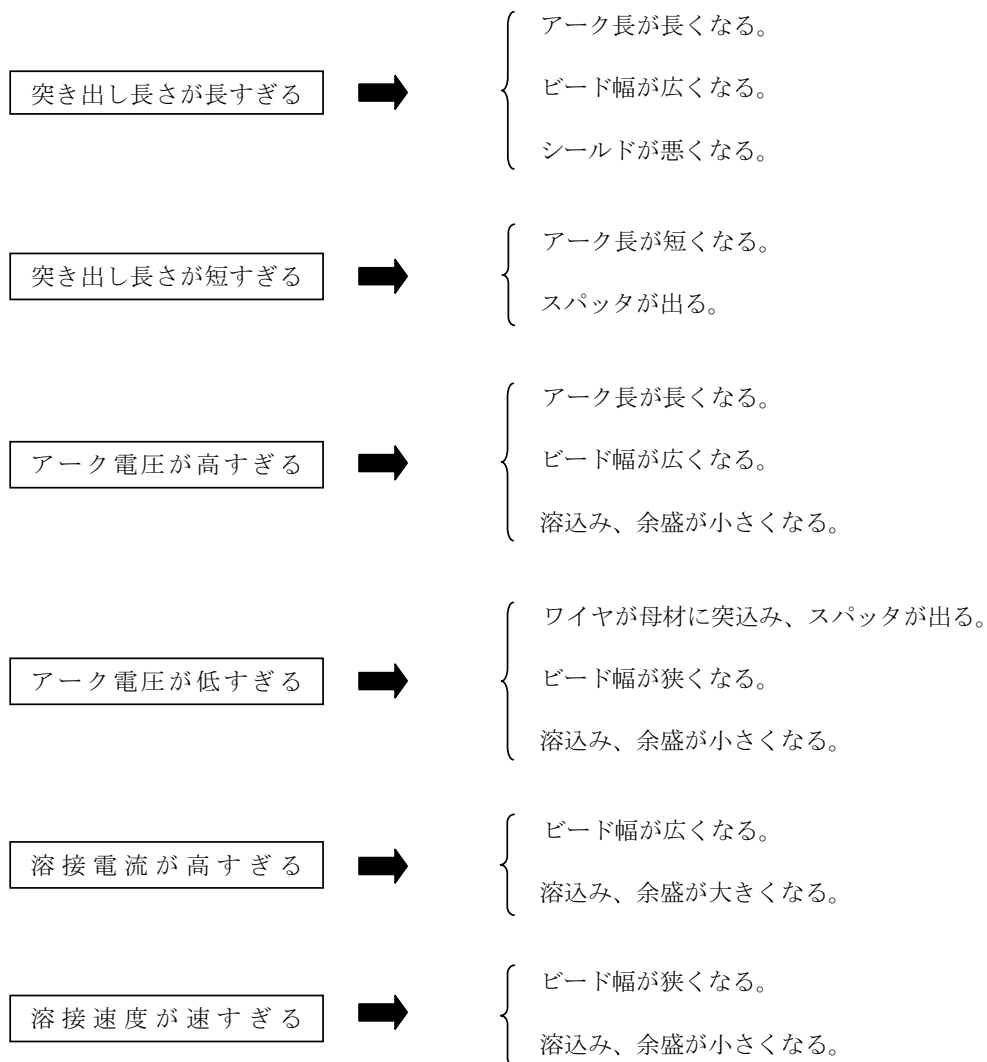 突き出し長さが長すぎる
アーク長が長くなる。
ビード幅が広くなる。
シールドが悪くなる。
突き出し長さが短すぎる
アーク長が短くなる。
スパッタが出る。
アーク電圧が高すぎる
アーク長が長くなる。
ビード幅が広くなる。
溶込み、余盛が小さくなる。
アーク電圧が低すぎる
ワイヤが母材に突込み、スパッタが出る。
ビード幅が狭くなる。
溶込み、余盛が小さくなる。
溶接電流が高すぎる
ビード幅が広くなる。
溶込み、余盛が大きくなる。
溶接速度が速すぎる
ビード幅が狭くなる。
溶込み、余盛が小さくなる。